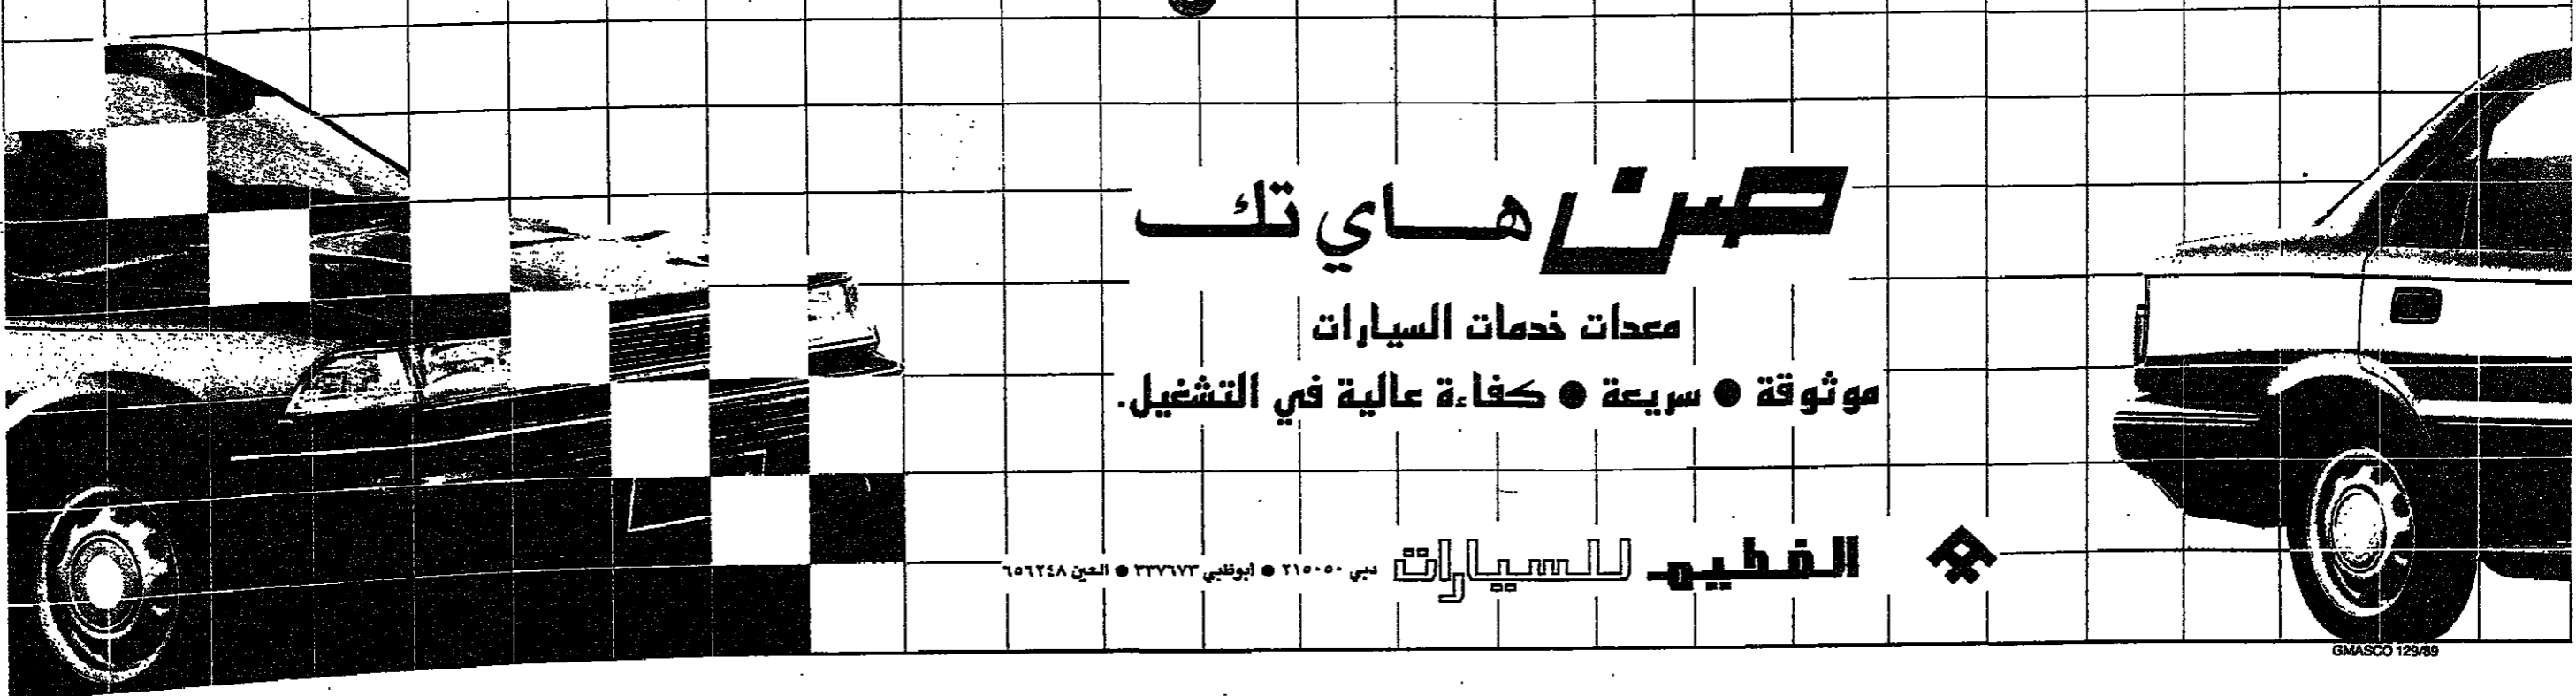 صن هاي تك
معدات خدمات السيارات
موثوقة ● سريعة ● كفاءة عالية في التشغيل.
الفطيم للسيارات دبي ٢١٥٠٥٠ ● ابوظبي ٣٣٧٦٧٣ ● العين ٦٥٦٢٤٨
GMASCO 129/89